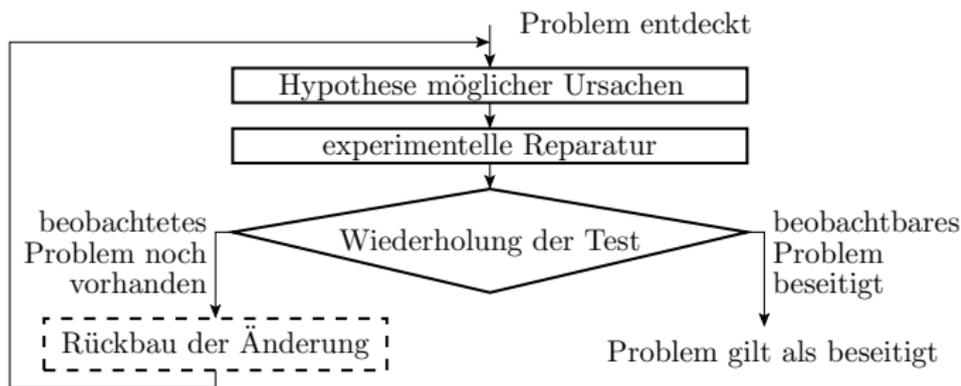 Problem entdeckt
Hypothese möglicher Ursachen
experimentelle Reparatur
Wiederholung der Test
beobachtetes
Problem noch
vorhanden
beobachtbares
Problem
beseitigt
Rückbau der Änderung
Problem gilt als beseitigt